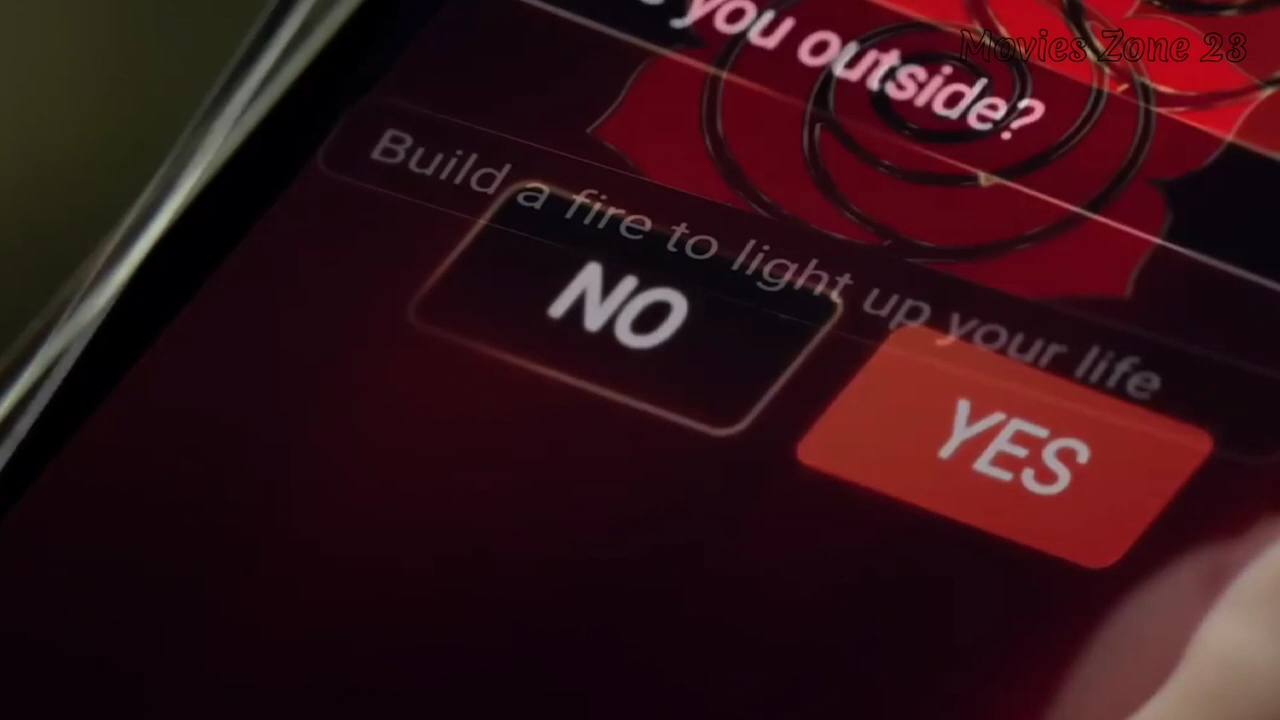 Movies Zone 23
you outside?
Build a fire to light up your life
NO
YES